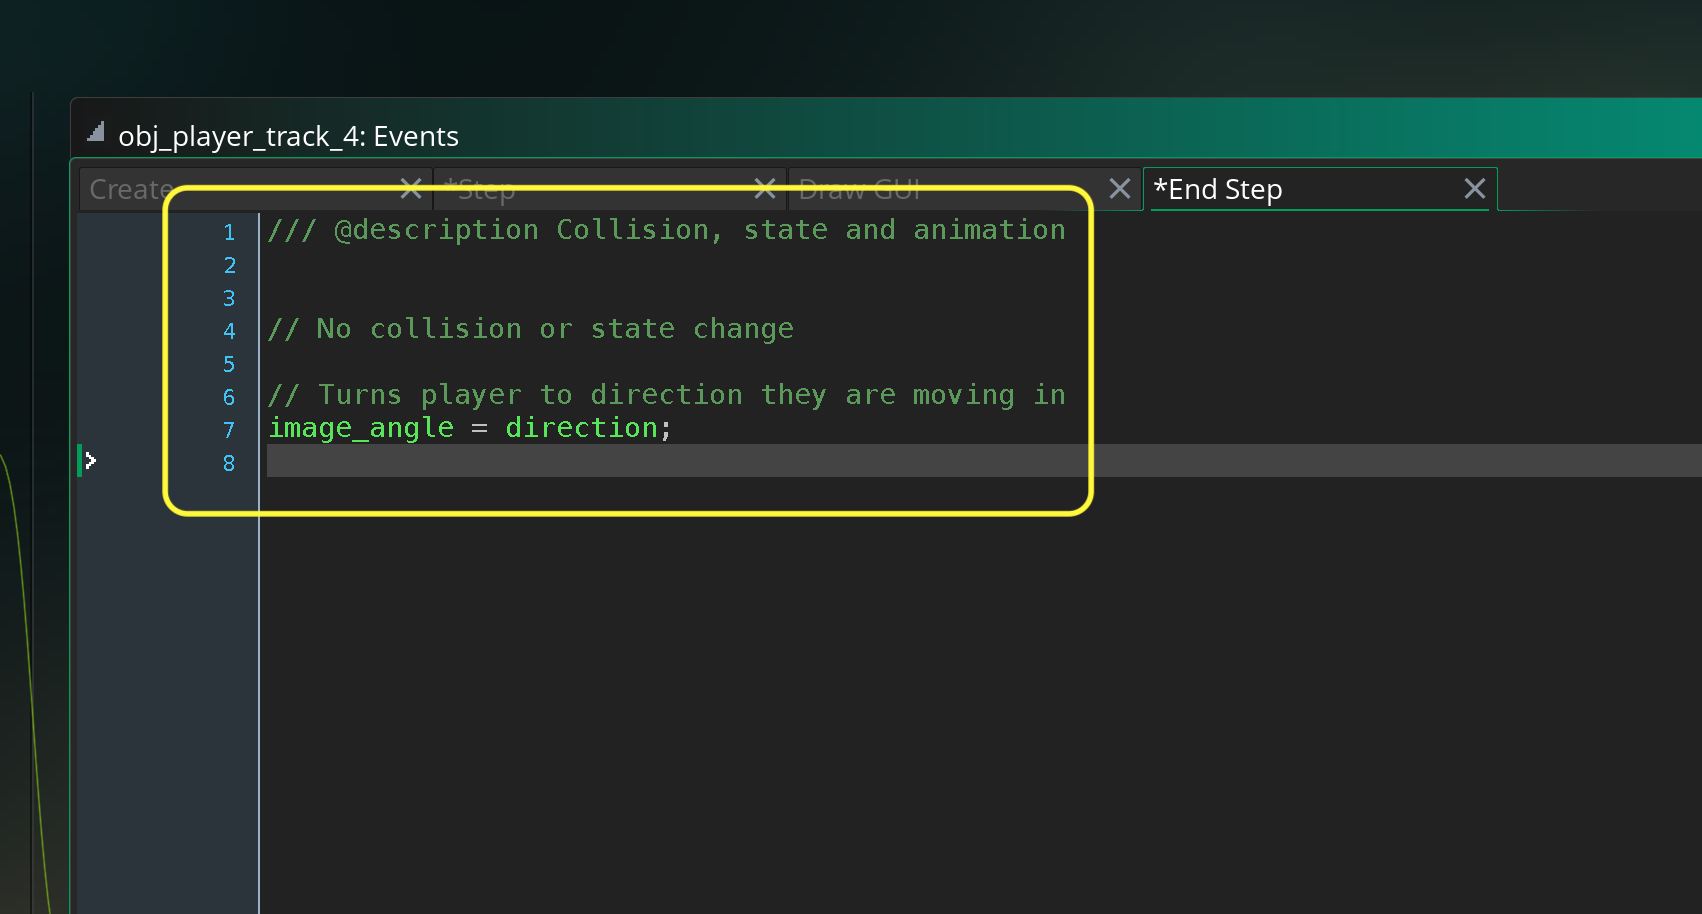 obj_player_track_4: Events
Create *Step Draw GUI *End Step
1 /// @description Collision, state and animation
2
3
4 // No collision or state change
5
6 // Turns player to direction they are moving in
7 image_angle = direction;
8